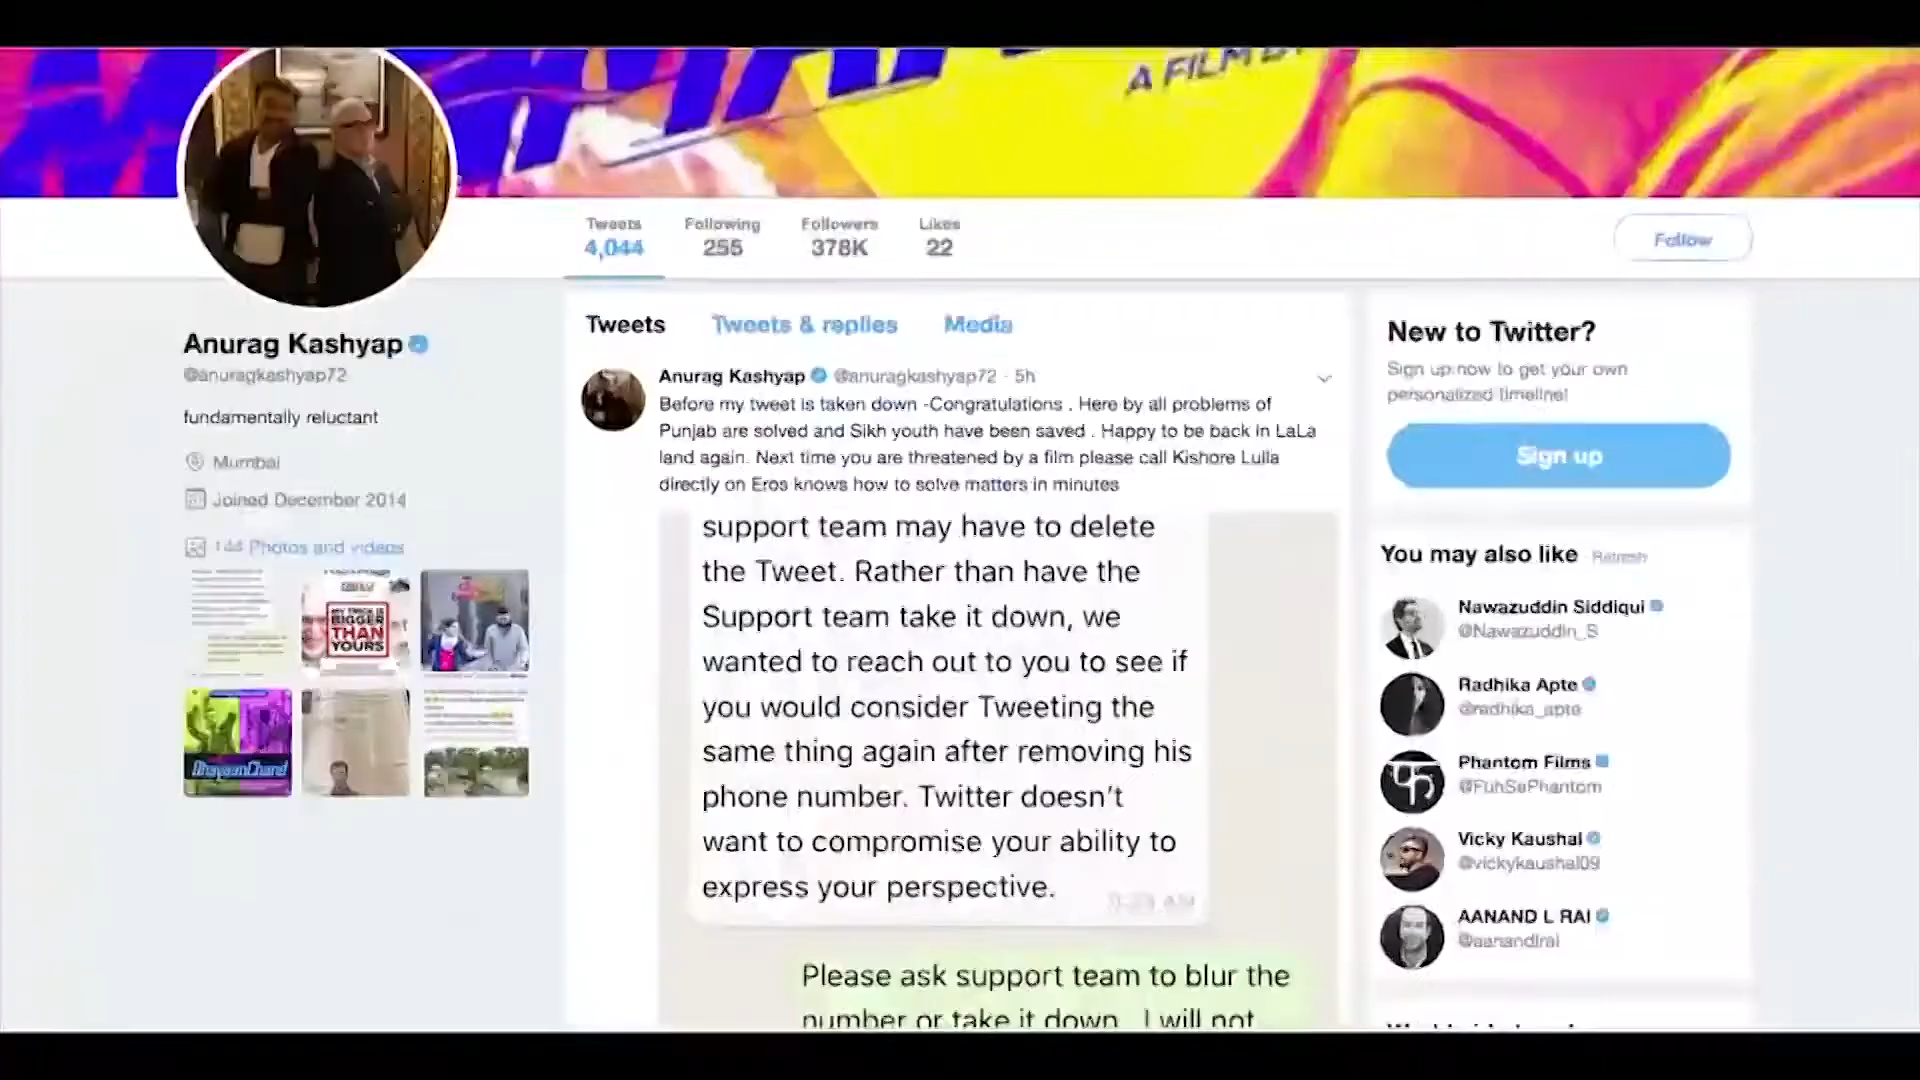 A FILM
Tweets
4,044
Following
255
Followers
378K
Likes
22
Follow
Anurag Kashyap
@anuragkashyap72
fundamentally reluctant
Mumbai
Joined December 2014
144 Photos and videos
MY
BIGGER
THAN
YOURS
Tweets
Tweets & replies
Media
Anurag Kashyap @anuragkashyap72 · 5h
Before my tweet is taken down -Congratulations . Here by all problems of
Punjab are solved and Sikh youth have been saved . Happy to be back in LaLa
land again. Next time you are threatened by a film please call Kishore Lulla
directly on Eros knows how to solve matters in minutes
support team may have to delete
the Tweet. Rather than have the
Support team take it down, we
wanted to reach out to you to see if
you would consider Tweeting the
same thing again after removing his
phone number. Twitter doesn't
want to compromise your ability to
express your perspective.
Please ask support team to blur the
number or take it down . I will not
New to Twitter?
Sign up now to get your own
personalized timeline!
Sign up
You may also like · Refresh
Nawazuddin Siddiqui
@Nawazuddin_S
Radhika Apte
@radhika_apte
फ
Phantom Films
@FuhSePhantom
Vicky Kaushal
@vickykaushal09
AANAND L RAI
@aanandlrai